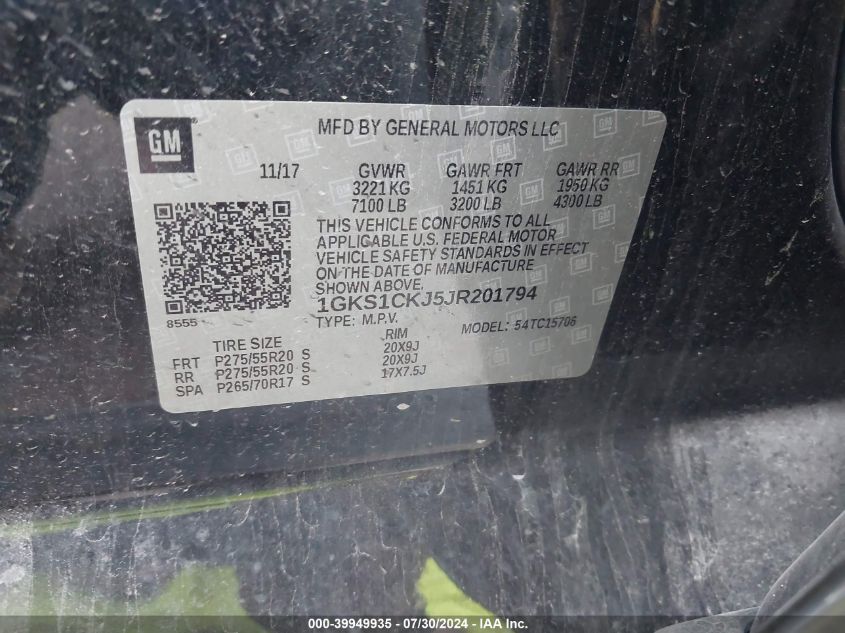 GM
MFD BY GENERAL MOTORS LLC
11/17 GVWR GAWR FRT GAWR RR
3221 KG 1451 KG 1950 KG
7100 LB 3200 LB 4300 LB
THIS VEHICLE CONFORMS TO ALL
APPLICABLE U.S. FEDERAL MOTOR
VEHICLE SAFETY STANDARDS IN EFFECT
ON THE DATE OF MANUFACTURE
SHOWN ABOVE.
1GKS1CKJ5JR201794
8555 TYPE: M.P.V. MODEL: 54TC15706
TIRE SIZE RIM
FRT P275/55R20 S 20X9J
RR P275/55R20 S 20X9J
SPA P265/70R17 S 17X7.5J
000-39949935 - 07/30/2024 - IAA Inc.